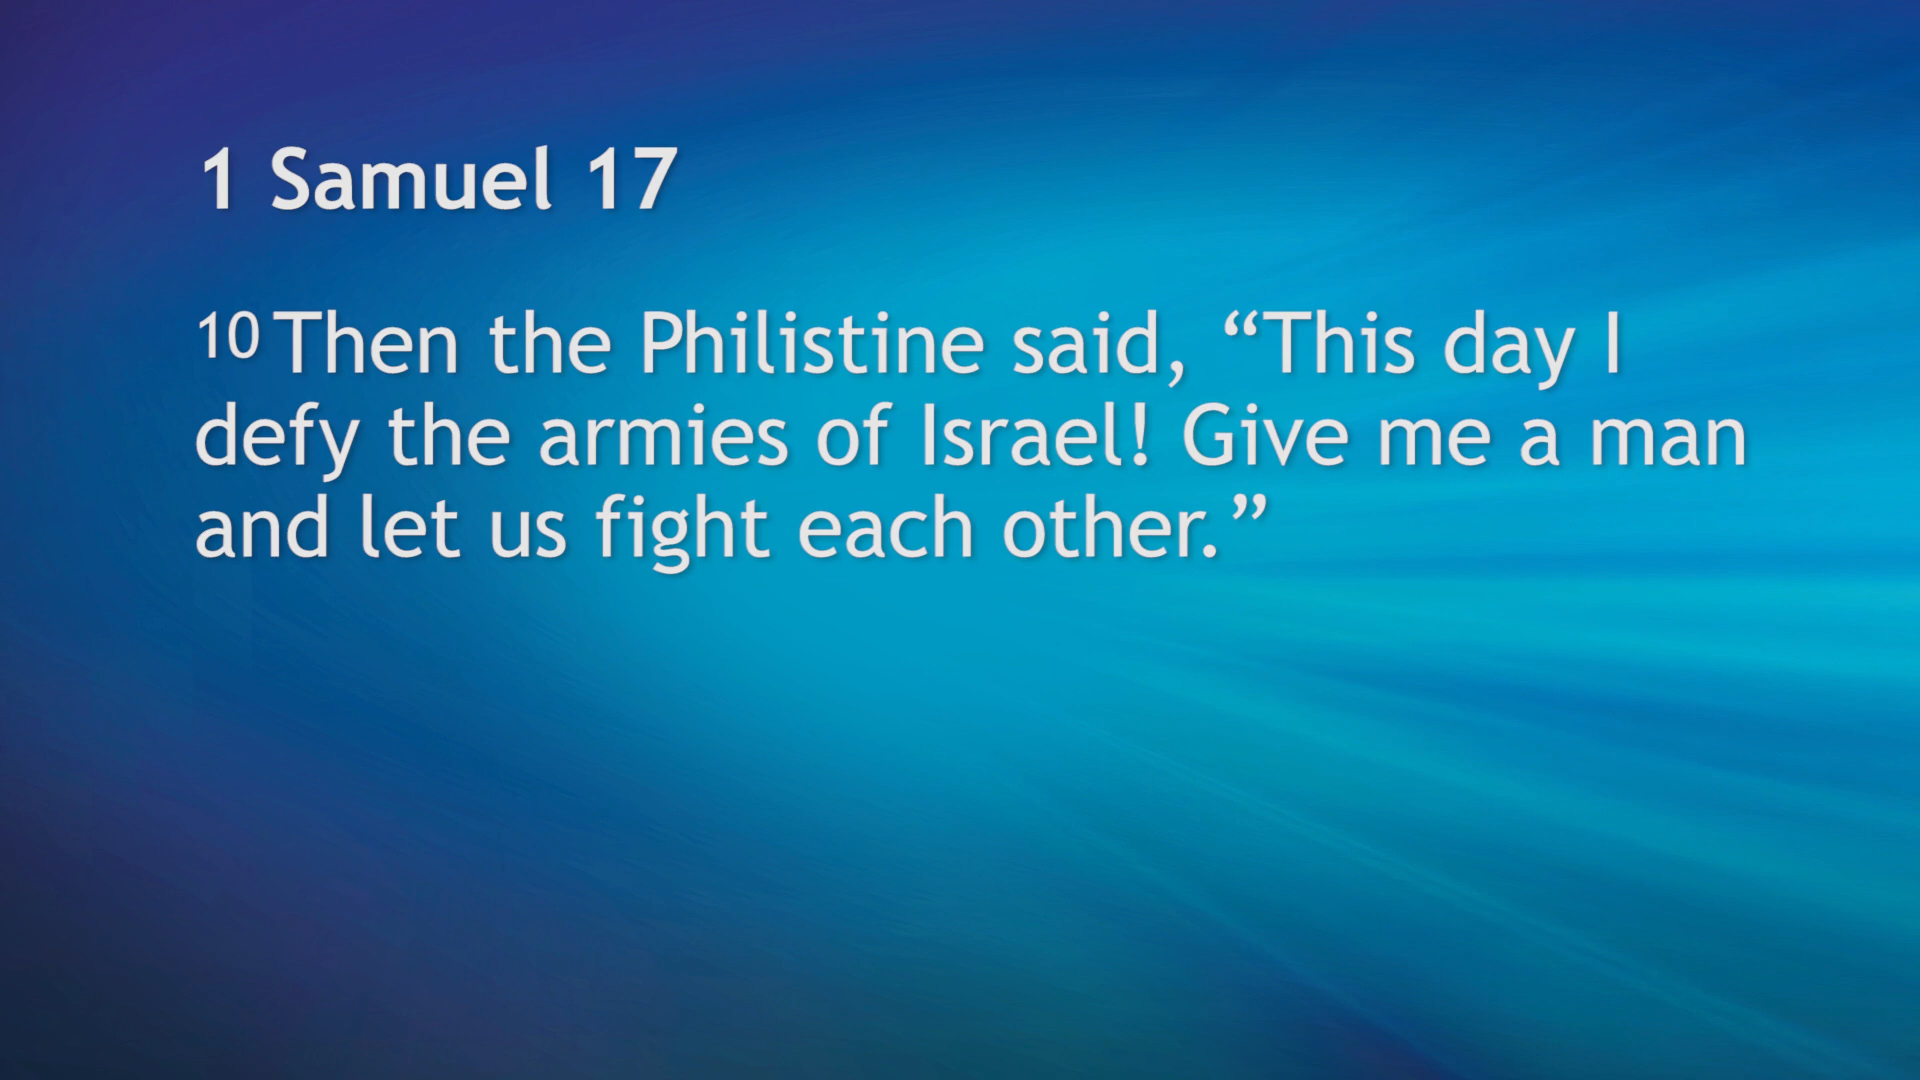 1 Samuel 17
10 Then the Philistine said, “This day I
defy the armies of Israel! Give me a man
and let us fight each other.”